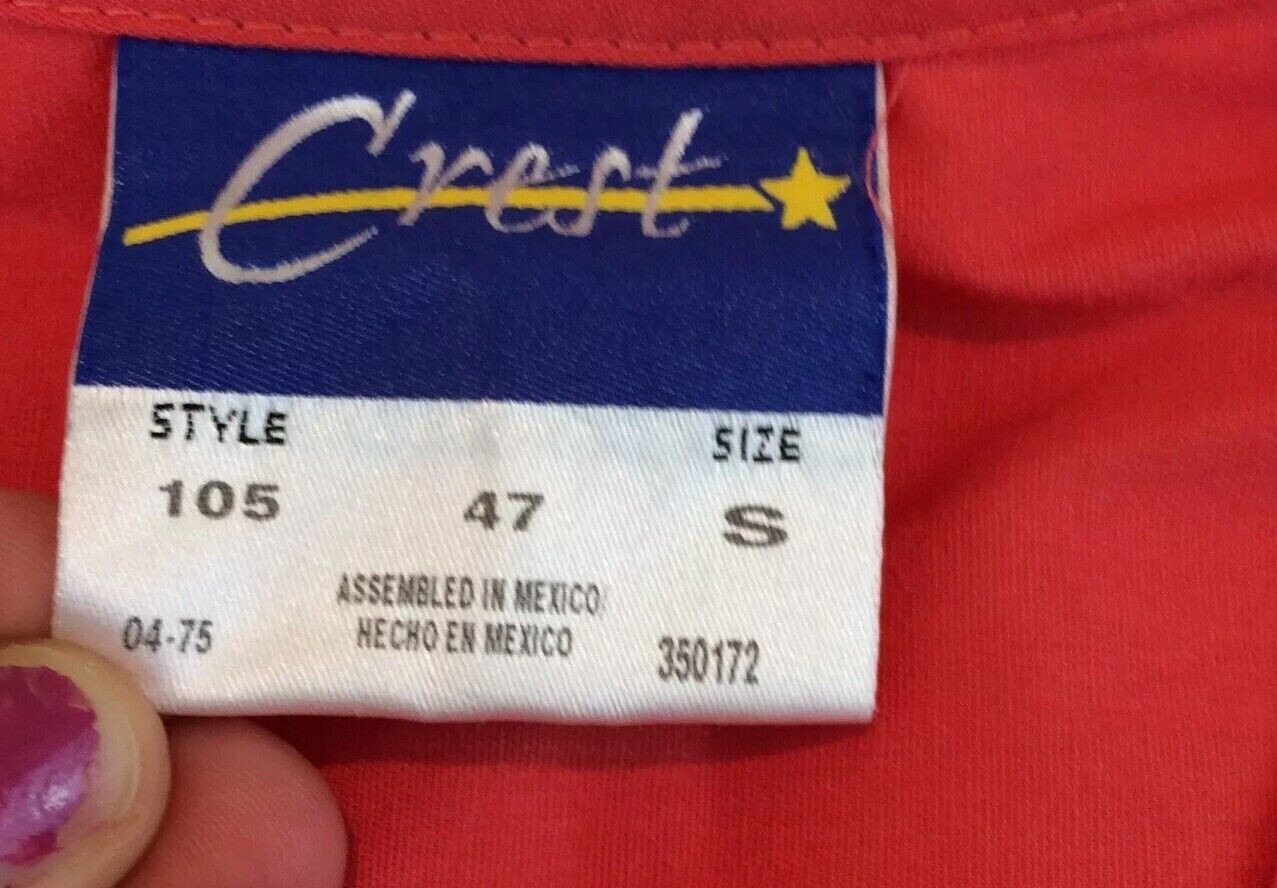 Crest
STYLE SIZE
105 47 S
ASSEMBLED IN MEXICO
04-75 HECHO EN MEXICO 350172